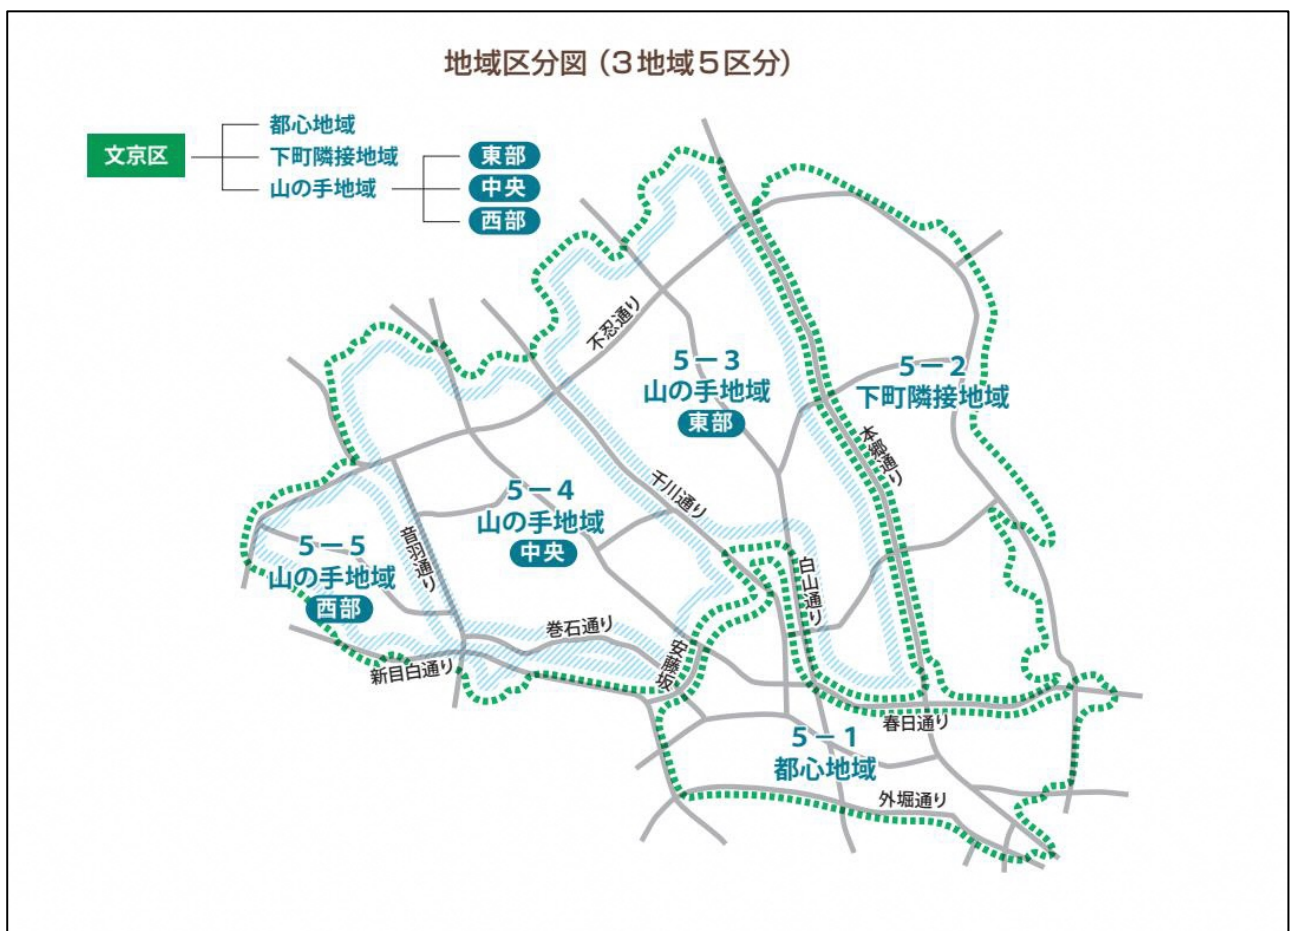 地域区分図（３地域５区分）
文京区
都心地域
下町隣接地域
山の手地域
東部
中央
西部
不忍通り
５－３
山の手地域
東部
５－２
下町隣接地域
本郷通り
千川通り
５－４
山の手地域
中央
音羽通り
５－５
山の手地域
西部
白山通り
巻石通り
安藤坂
新目白通り
春日通り
５－１
都心地域
外堀通り